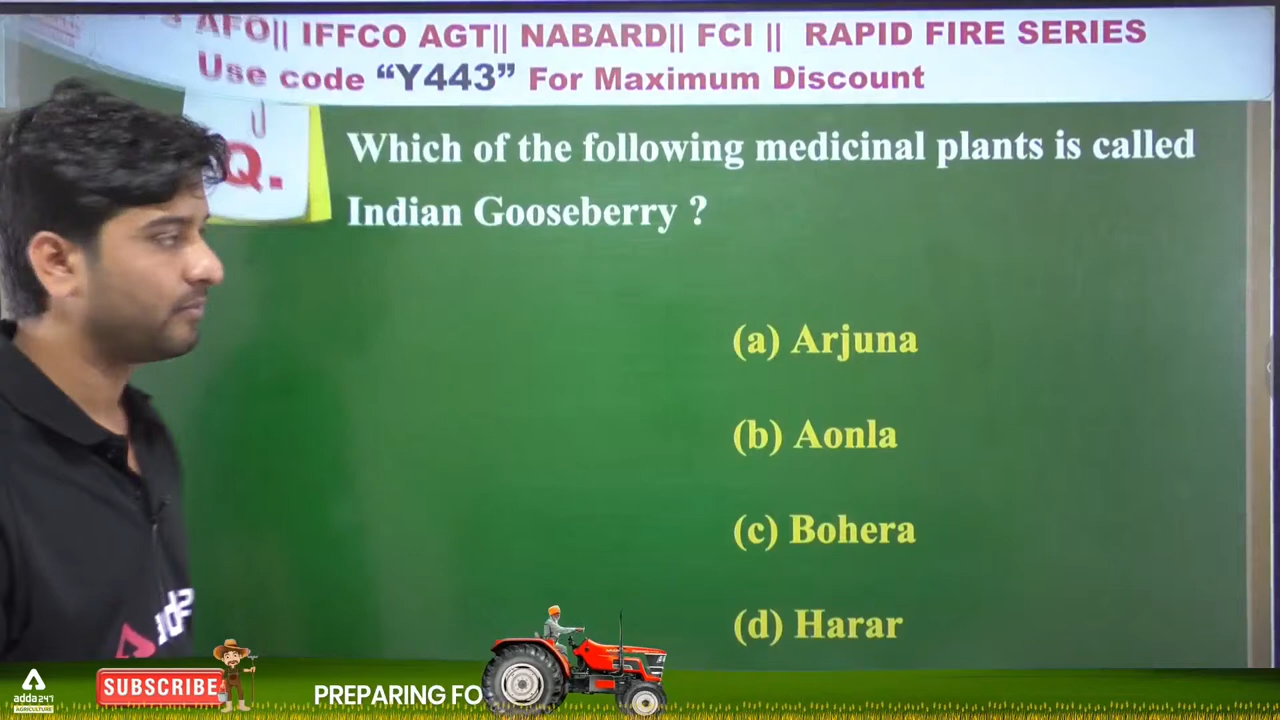 AFO|| IFFCO AGT|| NABARD|| FCI || RAPID FIRE SERIES
Use code “Y443” For Maximum Discount
Q.
Which of the following medicinal plants is called
Indian Gooseberry ?
(a) Arjuna
(b) Aonla
(c) Bohera
(d) Harar
adda247
AGRICULTURE
SUBSCRIBE
PREPARING FO